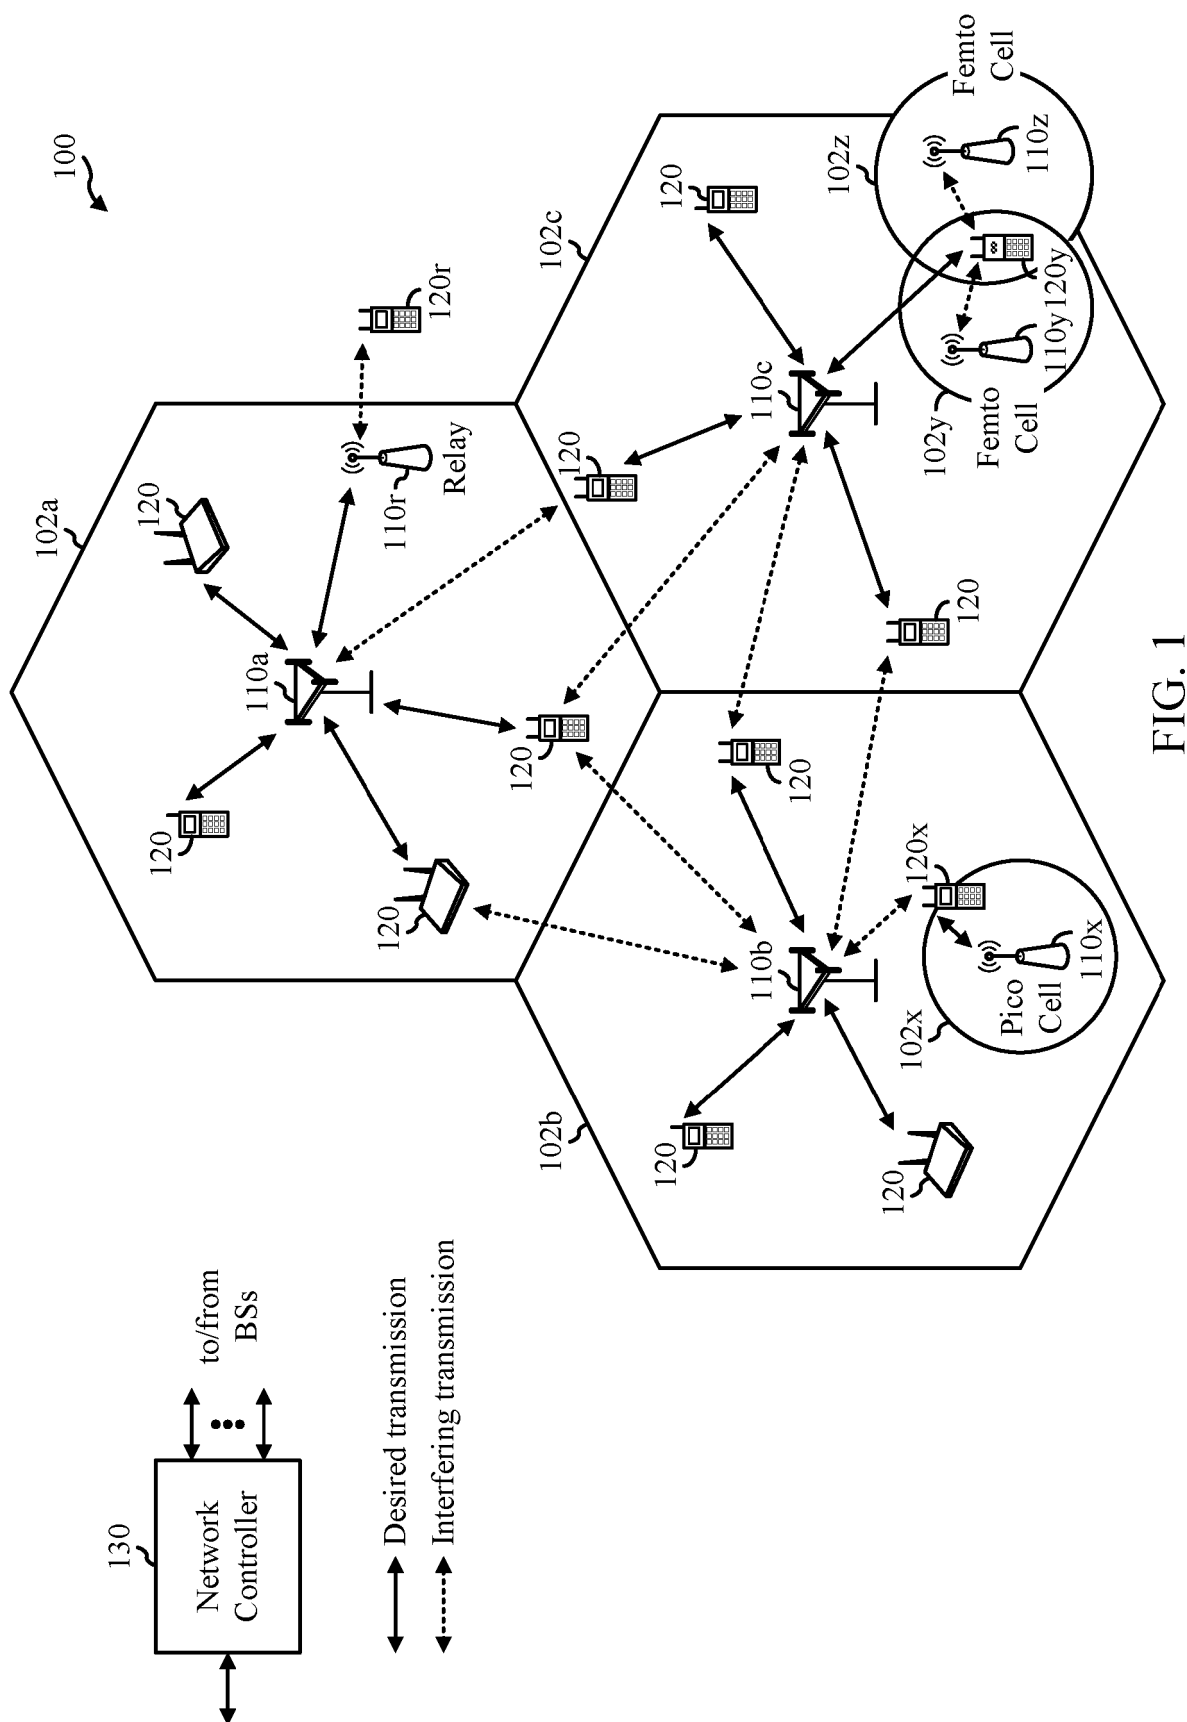 100
130
Network
Controller
to/from
BSs
Desired transmission
Interfering transmission
102a
120
120
110a
120
110r
Relay
120r
120
102b
120
110b
120
120
120x
102x
Pico
Cell
110x
102c
120
120
110c
120
102y
Femto
Cell
110y
120y
102z
110z
Femto
Cell
FIG. 1